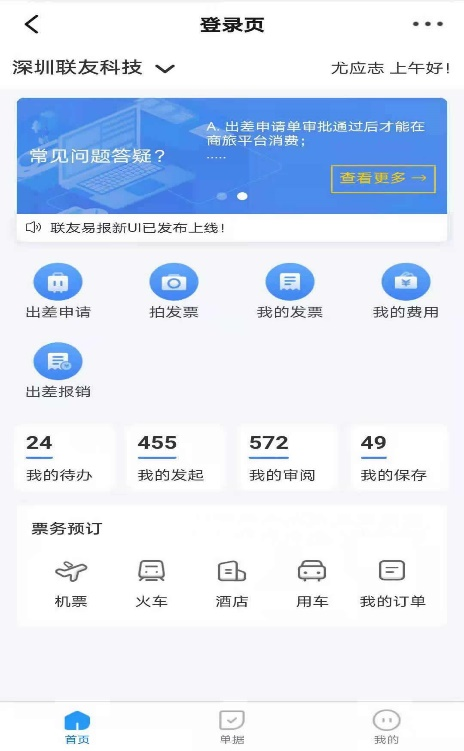 登录页
深圳联友科技
尤应志 上午好!
常见问题答疑?
A. 出差申请单审批通过后才能在
商旅平台消费;
.....
查看更多 →
联友易报新UI已发布上线!
出差申请 拍发票 我的发票 我的费用
出差报销
24 455 572 49
我的待办 我的发起 我的审阅 我的保存
票务预订
机票 火车 酒店 用车 我的订单
首页 单据 我的